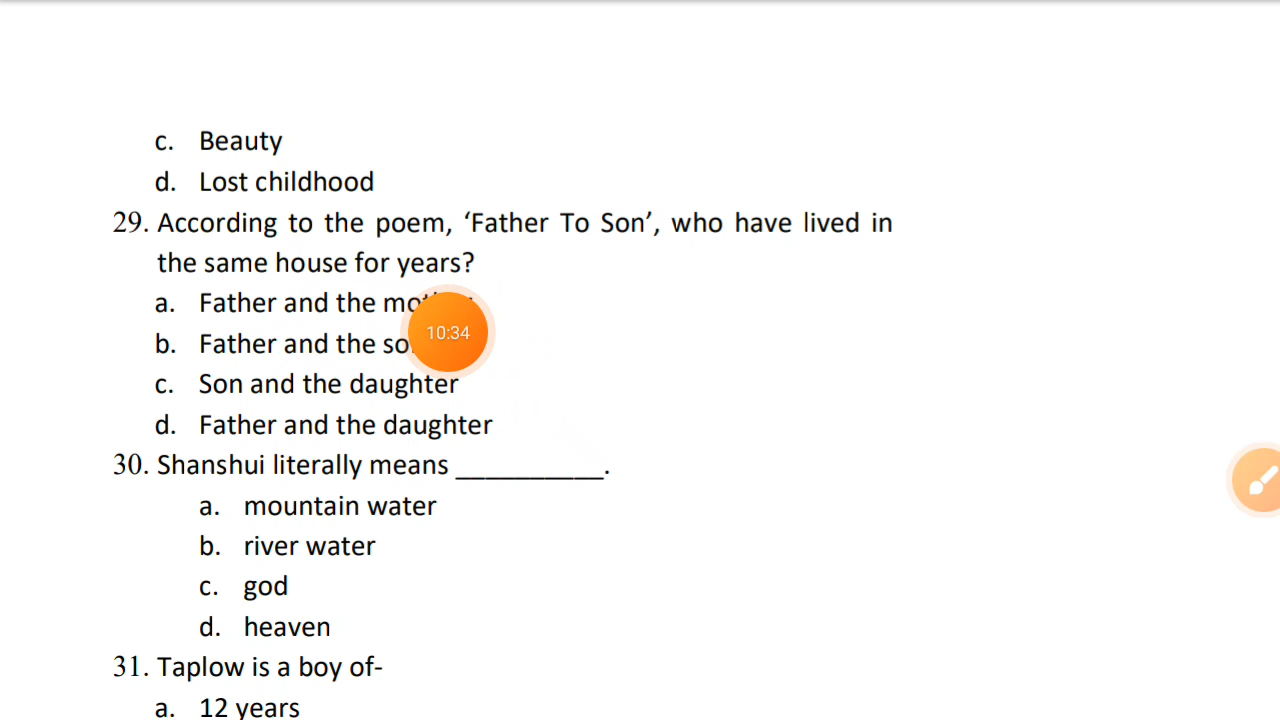 c. Beauty
d. Lost childhood
29. According to the poem, ‘Father To Son’, who have lived in
the same house for years?
a. Father and the
10:34
b. Father and the
c. Son and the daughter
d. Father and the daughter
30. Shanshui literally means ___________.
a. mountain water
b. river water
c. god
d. heaven
31. Taplow is a boy of-
a. 12 years